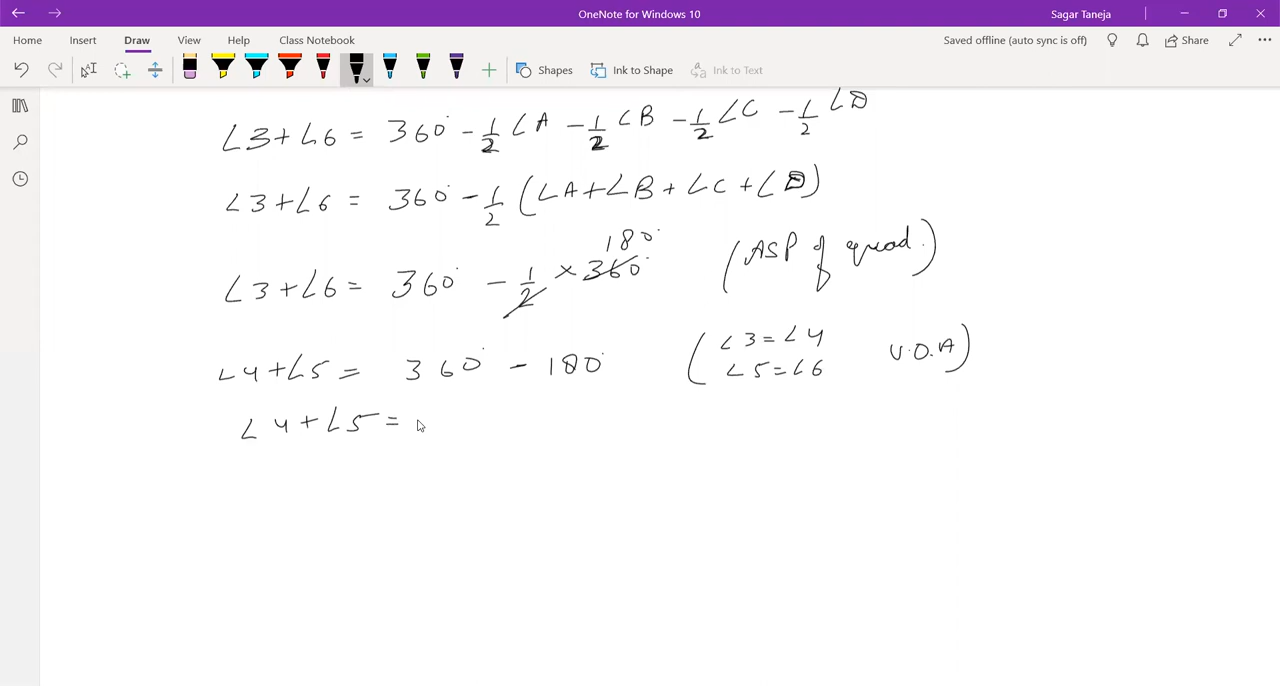 OneNote for Windows 10
Sagar Taneja
Home Insert Draw View Help Class Notebook
Saved offline (auto sync is off) Share
Shapes Ink to Shape Ink to Text
∠3+∠6 = 360° - 1/2 ∠A - 1/2 ∠B - 1/2 ∠C - 1/2 ∠D
∠3+∠6 = 360° - 1/2 (∠A+∠B+∠C+∠D)
180°
∠3+∠6 = 360° - 1/2 × 360° (ASP of quad.)
∠4+∠5 = 360° - 180° (∠3=∠4 ∠5=∠6 V.O.A)
∠4+∠5 =